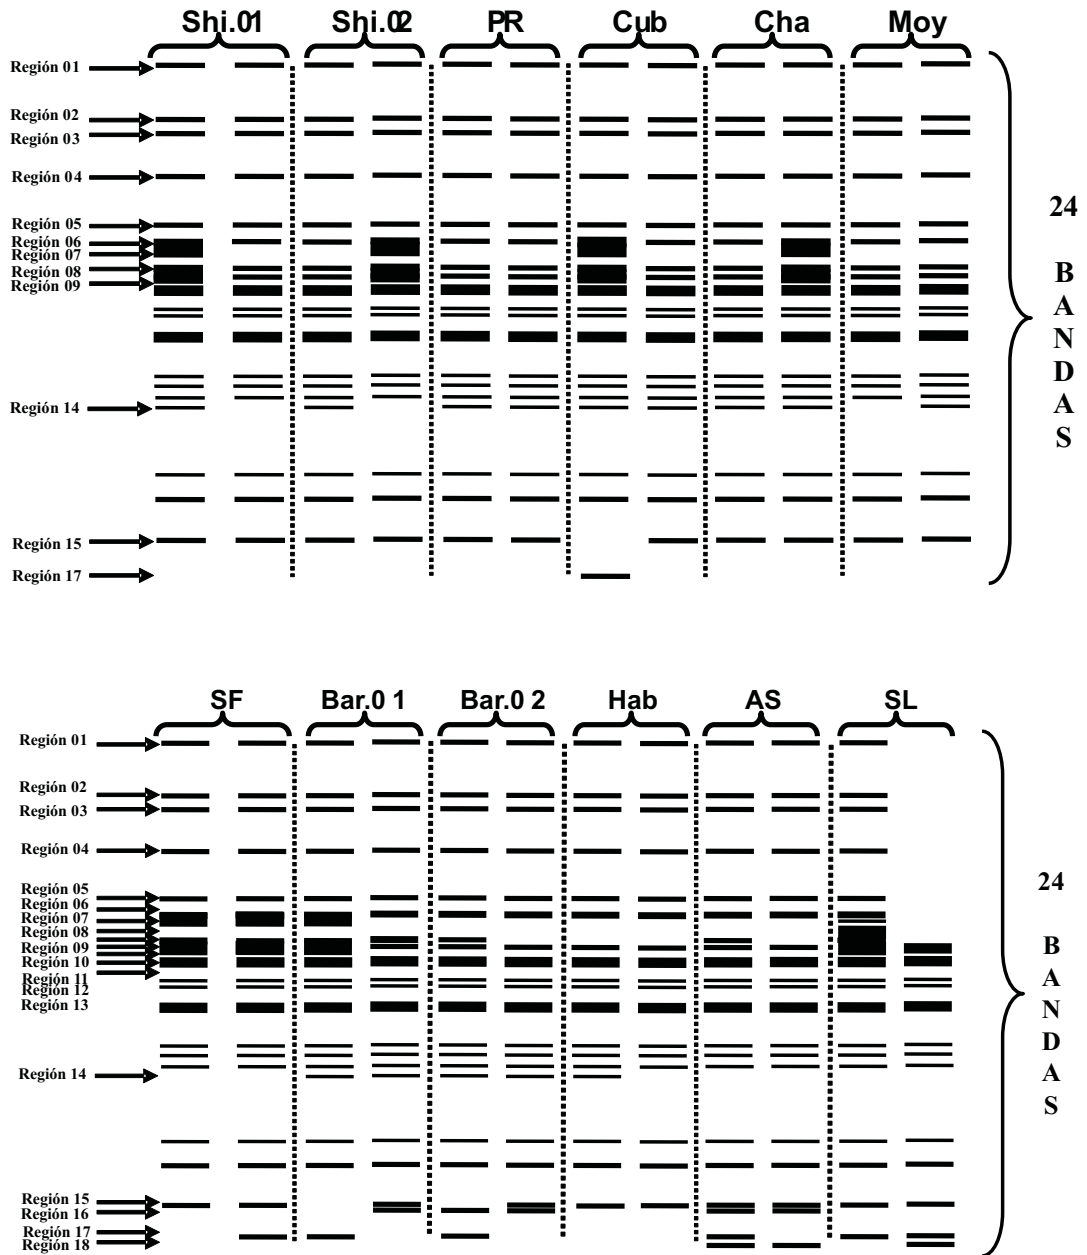 Shi.01 Shi.02 PR Cub Cha Moy
Región 01
Región 02
Región 03
Región 04
Región 05
Región 06
Región 07
Región 08
Región 09
Región 14
Región 15
Región 17
24
B
A
N
D
A
S
SF Bar.0 1 Bar.0 2 Hab AS SL
Región 01
Región 02
Región 03
Región 04
Región 05
Región 06
Región 07
Región 08
Región 09
Región 10
Región 11
Región 12
Región 13
Región 14
Región 15
Región 16
Región 17
Región 18
24
B
A
N
D
A
S